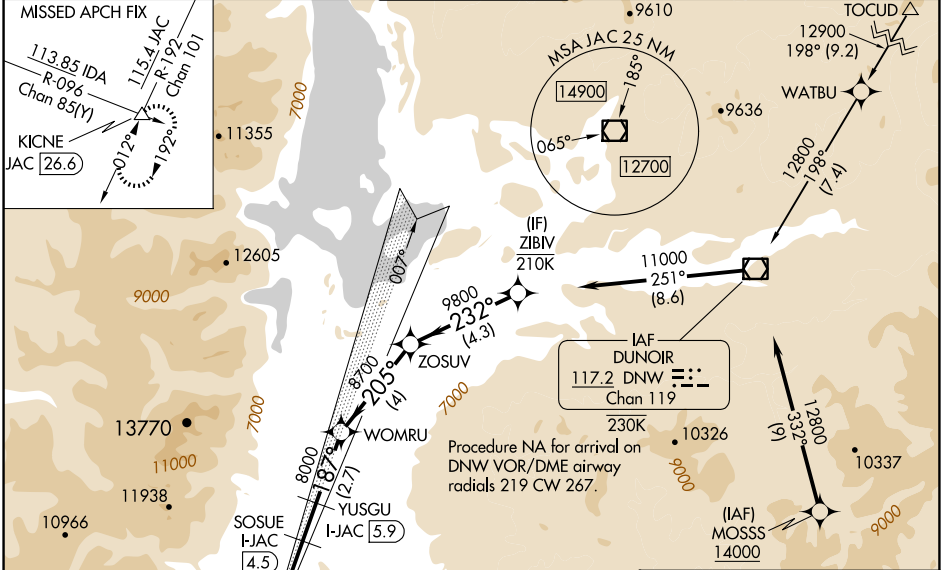 MISSED APCH FIX
113.85 IDA
R-096
Chan 85(Y)
115.4 JAC
R-192
Chan 101
KICNE
JAC 26.6
012°
192°
11355
7000
12605
9000
13770
11000
7000
11938
10966
9610
MSA JAC 25 NM
185°
14900
065°
12700
9636
TOCUD
12900
198° (9.2)
WATBU
12800
198°
(7.4)
(IF)
ZIBIV
210K
11000
251°
(8.6)
007°
9800
232°
(4.3)
ZOSUV
8700
205°
(4)
WOMRU
7000
8000
187°
(2.7)
YUSGU
I-JAC 5.9
SOSUE
I-JAC
4.5
IAF
DUNOIR
117.2 DNW
Chan 119
230K
Procedure NA for arrival on
DNW VOR/DME airway
radials 219 CW 267.
10326
9000
12800
332°
(9)
10337
(IAF)
MOSSS
14000
9000